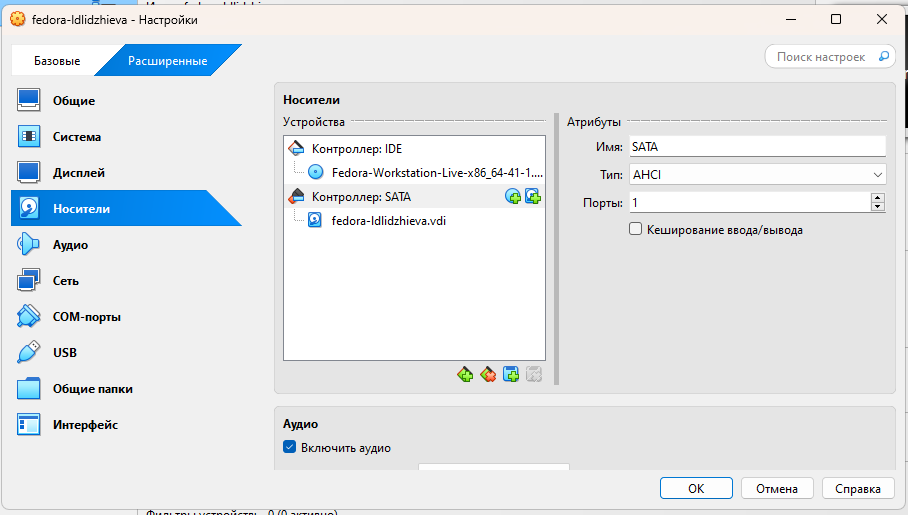 fedora-ldlidzhieva - Настройки
Базовые
Расширенные
Поиск настроек
Общие
Система
Дисплей
Носители
Аудио
Сеть
COM-порты
USB
Общие папки
Интерфейс
Носители
Устройства
Контроллер: IDE
Fedora-Workstation-Live-x86_64-41-1....
Контроллер: SATA
fedora-ldlidzhieva.vdi
Атрибуты
Имя: SATA
Тип: AHCI
Порты: 1
Кеширование ввода/вывода
Аудио
Включить аудио
OK
Отмена
Справка